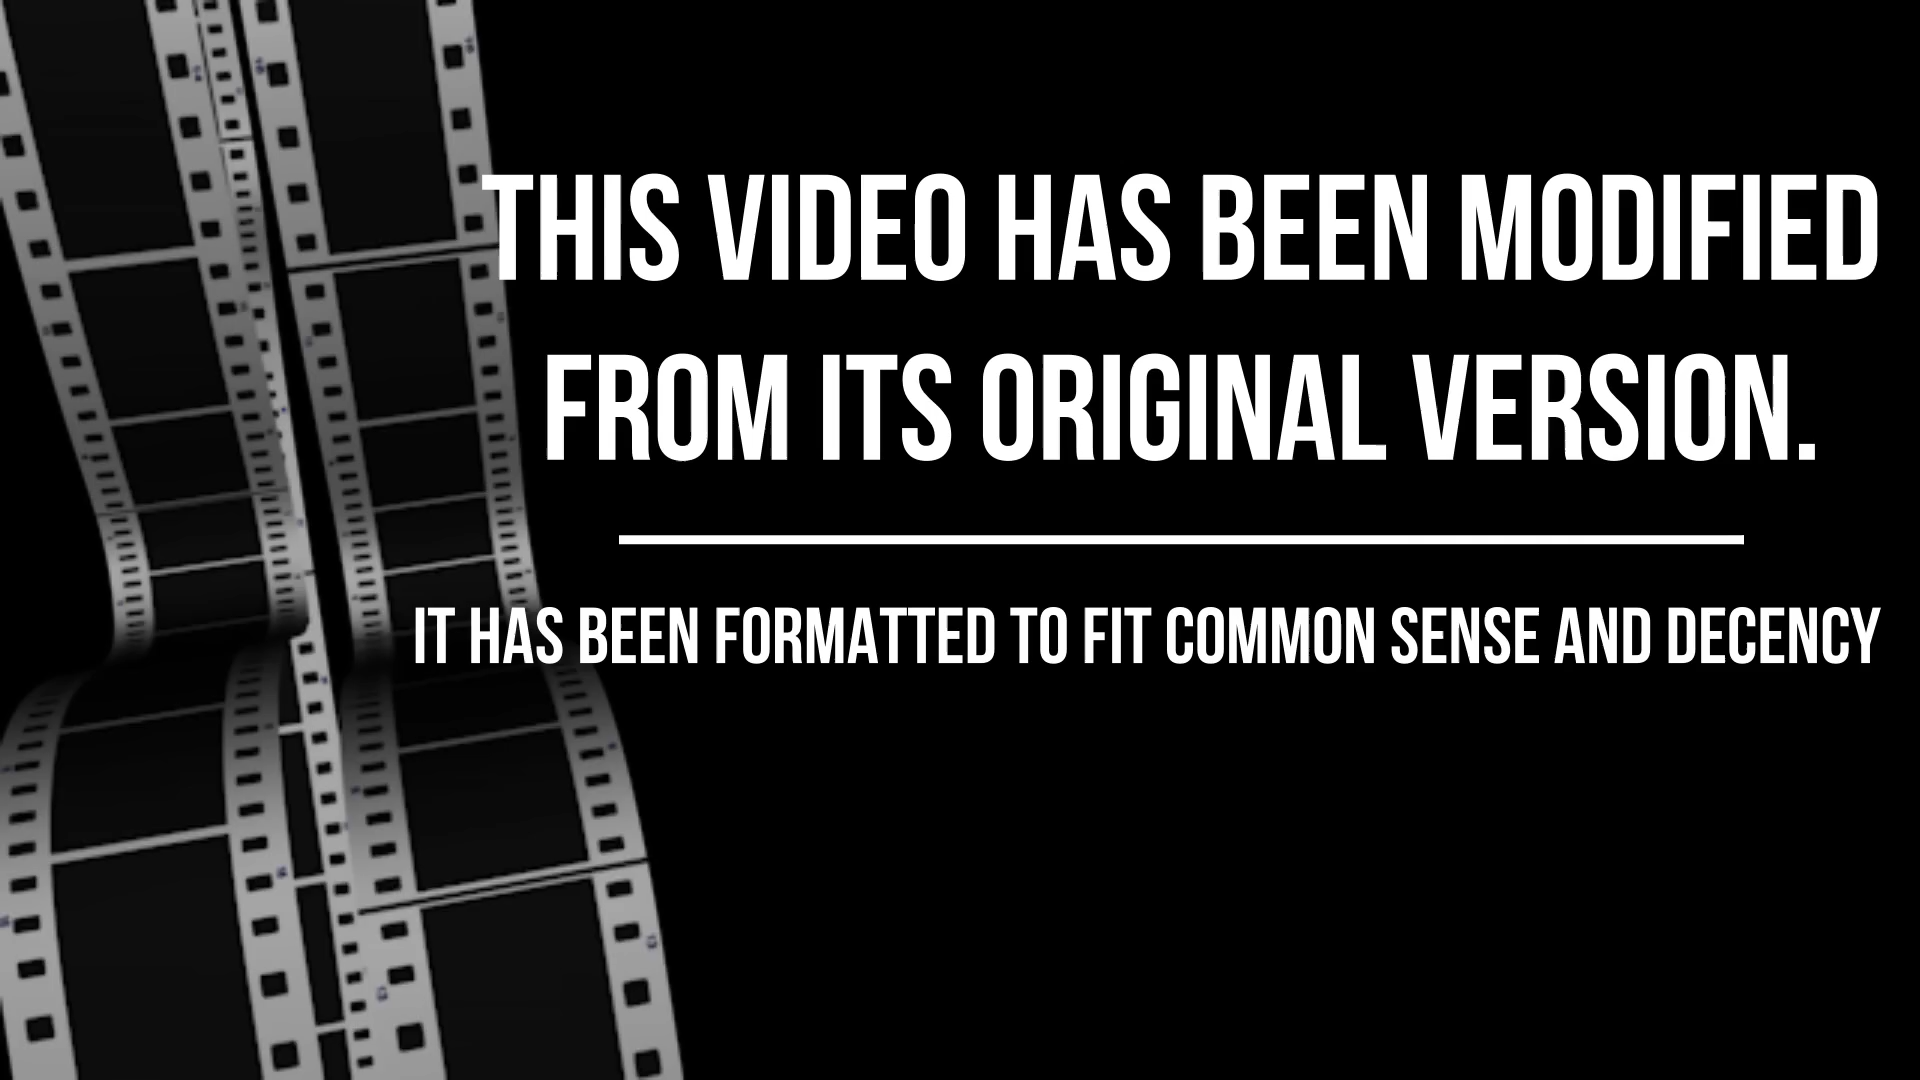 THIS VIDEO HAS BEEN MODIFIED
FROM ITS ORIGINAL VERSION.
IT HAS BEEN FORMATTED TO FIT COMMON SENSE AND DECENCY